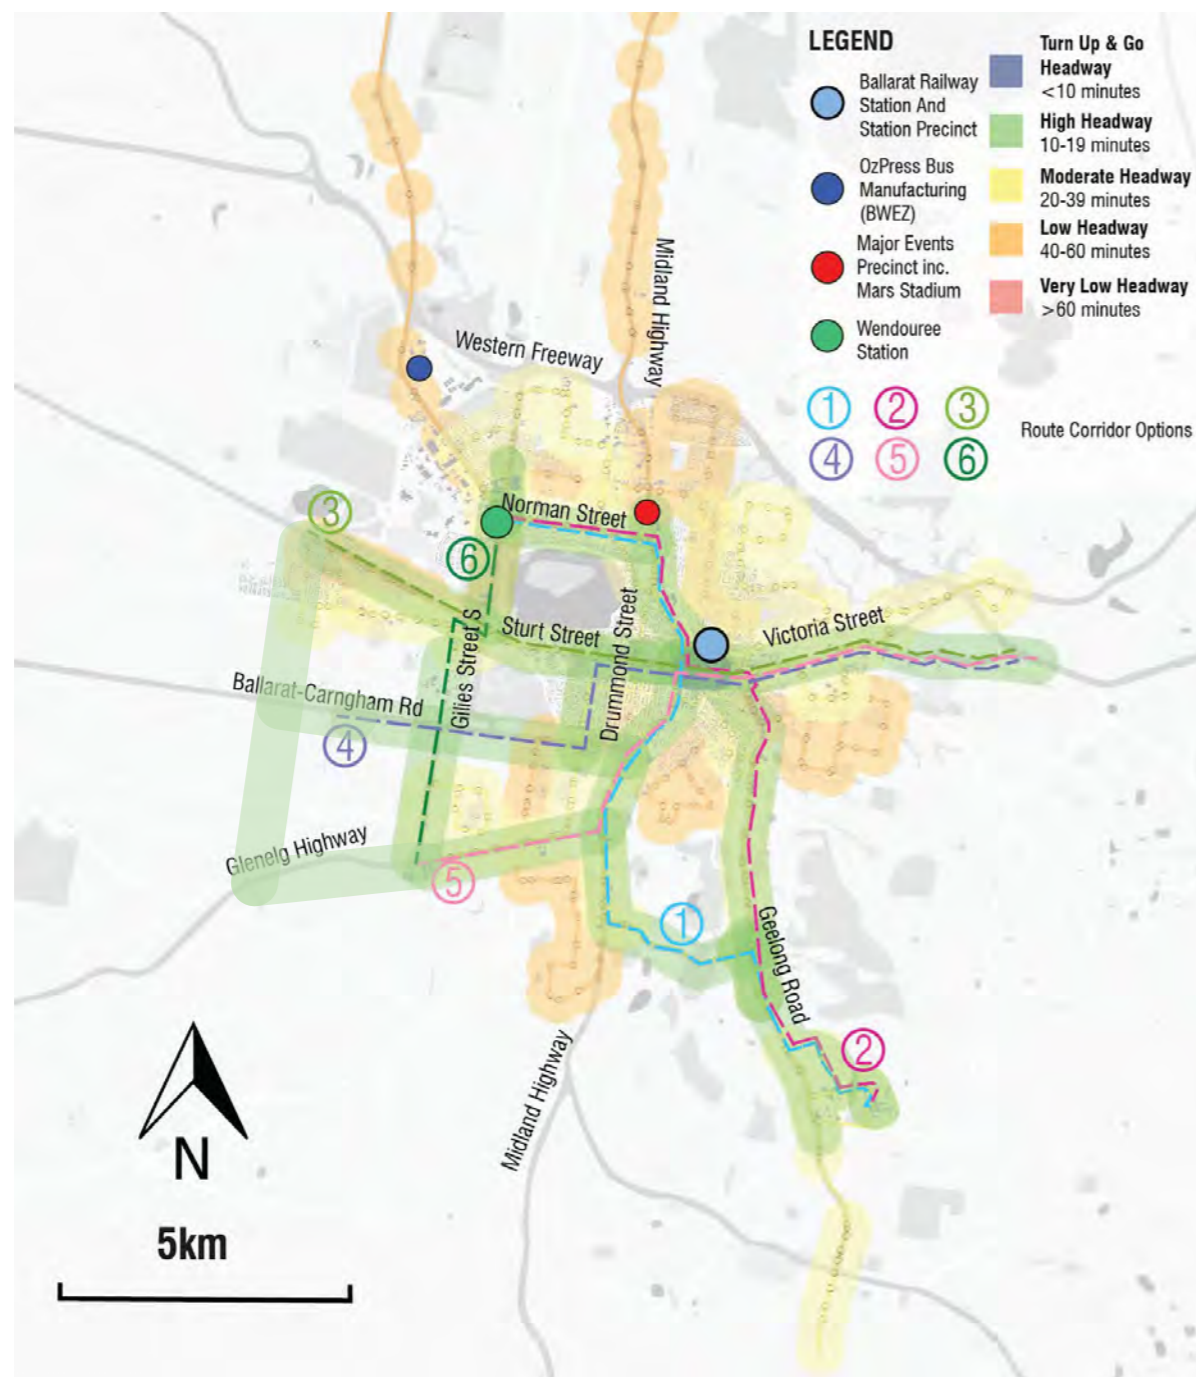 LEGEND
Ballarat Railway
Station And
Station Precinct
OzPress Bus
Manufacturing
(BWEZ)
Major Events
Precinct inc.
Mars Stadium
Wendouree
Station
Turn Up & Go
Headway
<10 minutes
High Headway
10-19 minutes
Moderate Headway
20-39 minutes
Low Headway
40-60 minutes
Very Low Headway
>60 minutes
1 2 3
4 5 6
Route Corridor Options
Midland Highway
Western Freeway
Norman Street
3
6
Sturt Street
Drummond Street
Victoria Street
Gilies Street S
Ballarat-Carngham Rd
4
Glenelg Highway
5
1
Geelong Road
2
Midland Highway
N
5km